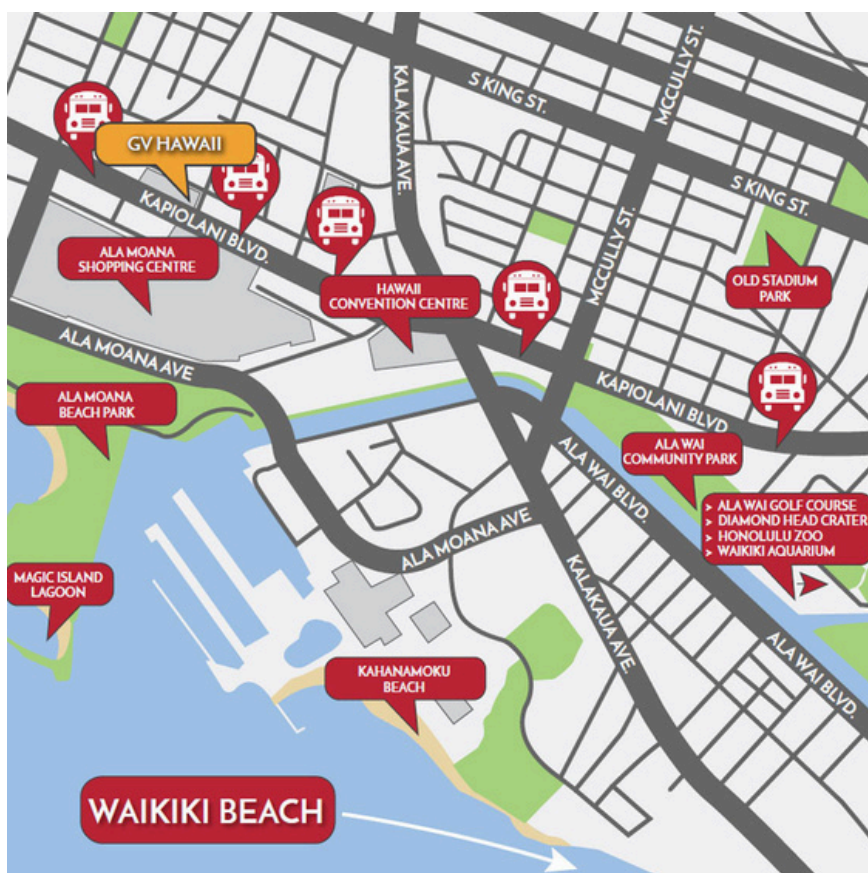 S KING ST.
MCCULLY ST.
KALAKAUA AVE.
GV HAWAII
S KING ST.
KAPIOLANI BLVD.
ALA MOANA
SHOPPING CENTRE
MCCULLY ST.
OLD STADIUM
PARK
HAWAII
CONVENTION CENTRE
ALA MOANA AVE
KAPIOLANI BLVD.
ALA MOANA
BEACH PARK
ALA WAI
COMMUNITY PARK
ALA WAI BLVD.
> ALA WAI GOLF COURSE
> DIAMOND HEAD CRATER
> HONOLULU ZOO
> WAIKIKI AQUARIUM
ALA MOANA AVE
MAGIC ISLAND
LAGOON
KALAKAUA AVE.
KAHANAMOKU
BEACH
ALA WAI BLVD.
WAIKIKI BEACH